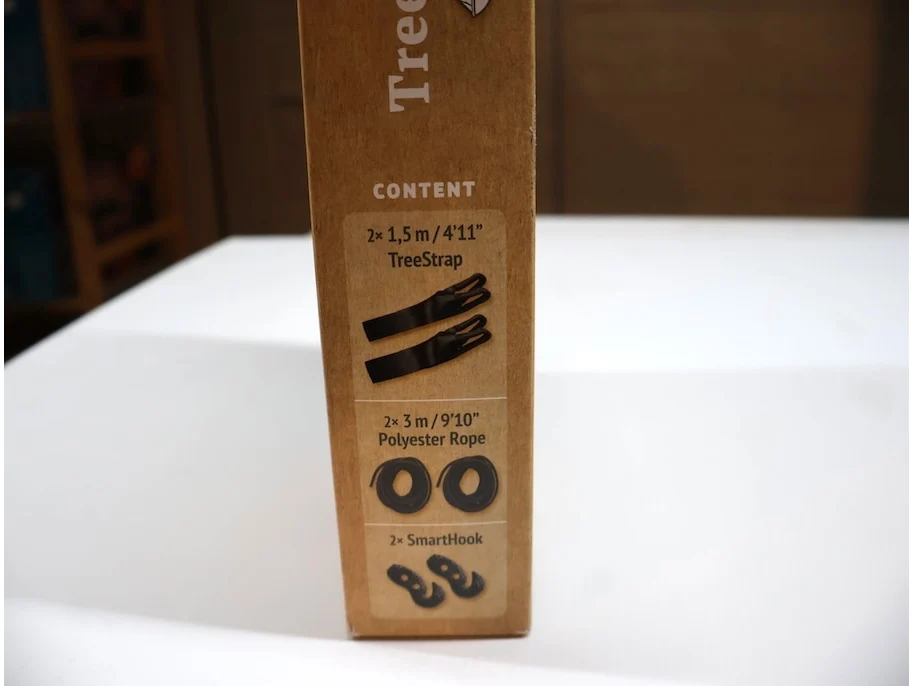 Tree
CONTENT
2× 1,5 m / 4'11”
TreeStrap
2× 3 m / 9'10”
Polyester Rope
2× SmartHook